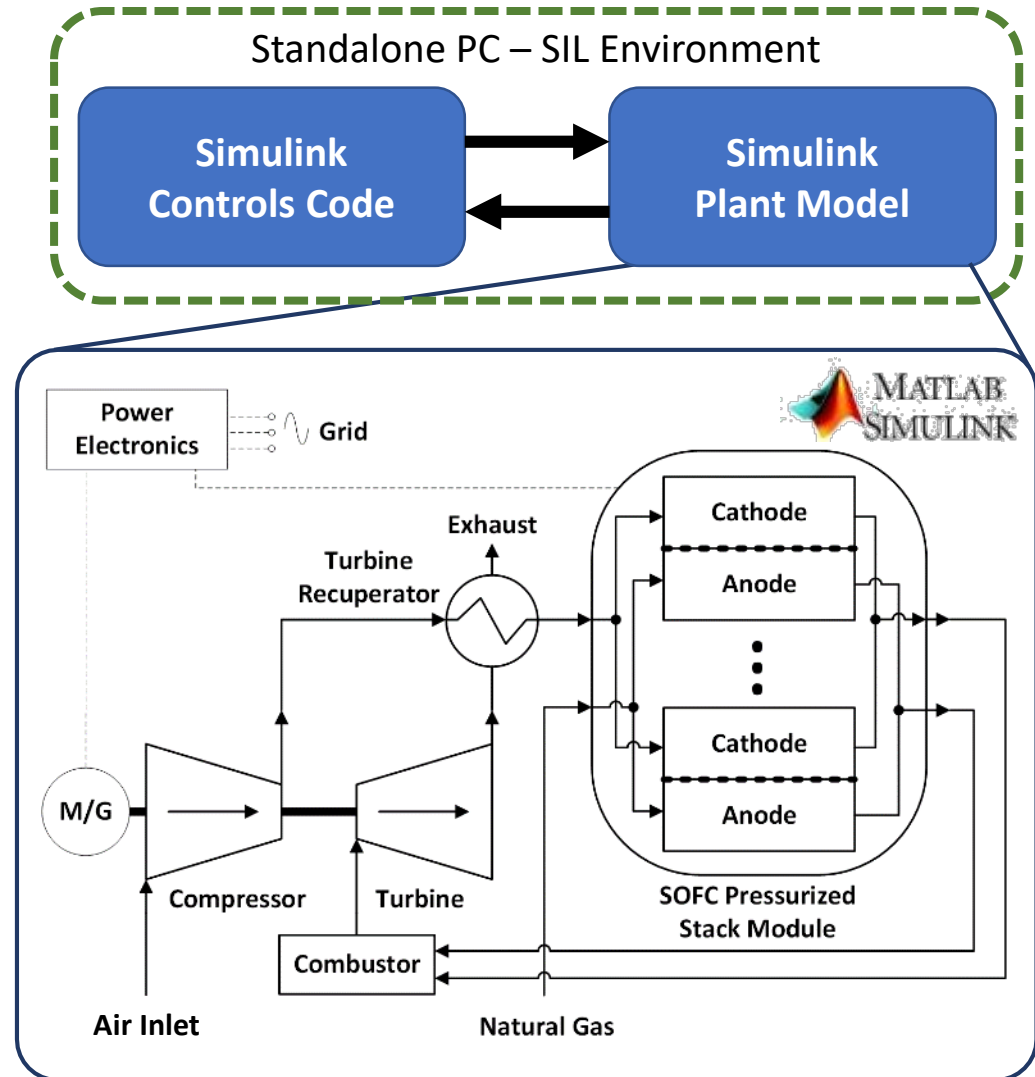 Standalone PC – SIL Environment
Simulink
Controls Code
Simulink
Plant Model
MATLAB
SIMULINK
Power
Electronics
Grid
Exhaust
Turbine
Recuperator
Cathode
Anode
Cathode
Anode
M/G
Compressor
Turbine
SOFC Pressurized
Stack Module
Combustor
Air Inlet
Natural Gas